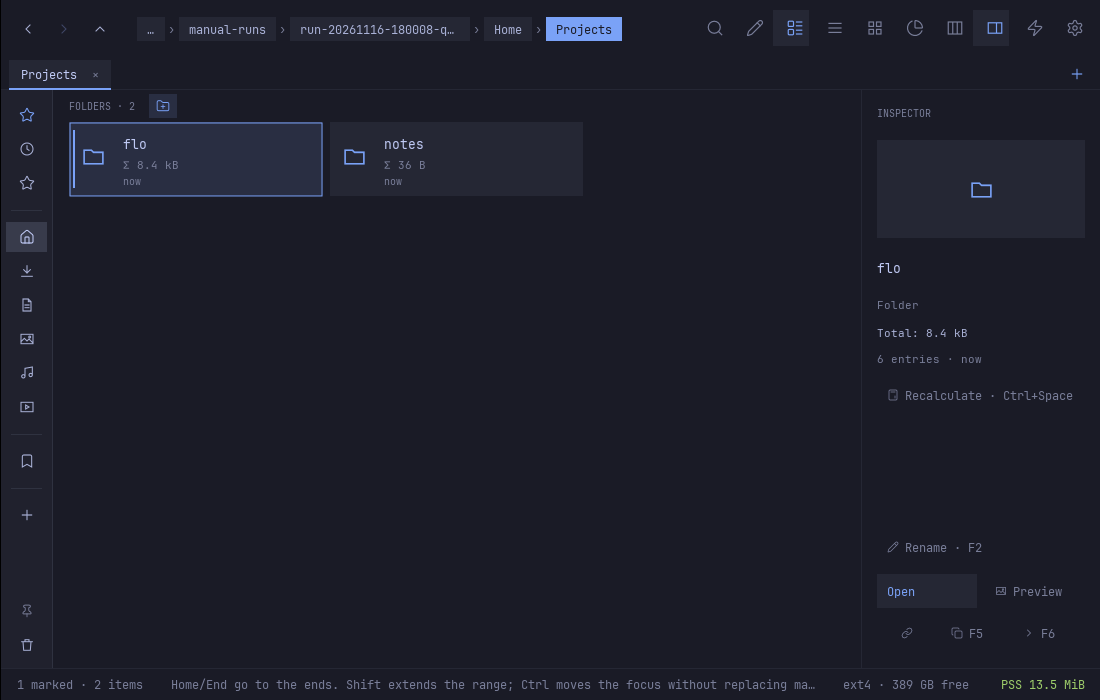 … › manual-runs › run-20261116-180008-q… › Home › Projects
Projects ×
FOLDERS · 2
flo
Σ 8.4 kB
now
notes
Σ 36 B
now
INSPECTOR
flo
Folder
Total: 8.4 kB
6 entries · now
Recalculate · Ctrl+Space
Rename · F2
Open
Preview
F5
F6
1 marked · 2 items
Home/End go to the ends. Shift extends the range; Ctrl moves the focus without replacing ma…
ext4 · 389 GB free
PSS 13.5 MiB